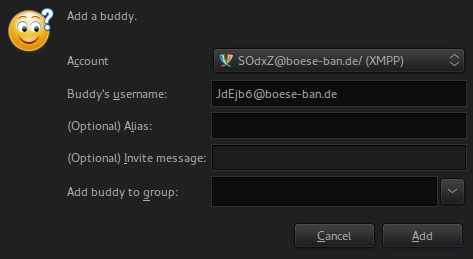 Add a buddy.
Account SOdxZ@boese-ban.de/ (XMPP)
Buddy's username: JdEjb6@boese-ban.de
(Optional) Alias:
(Optional) Invite message:
Add buddy to group:
Cancel Add